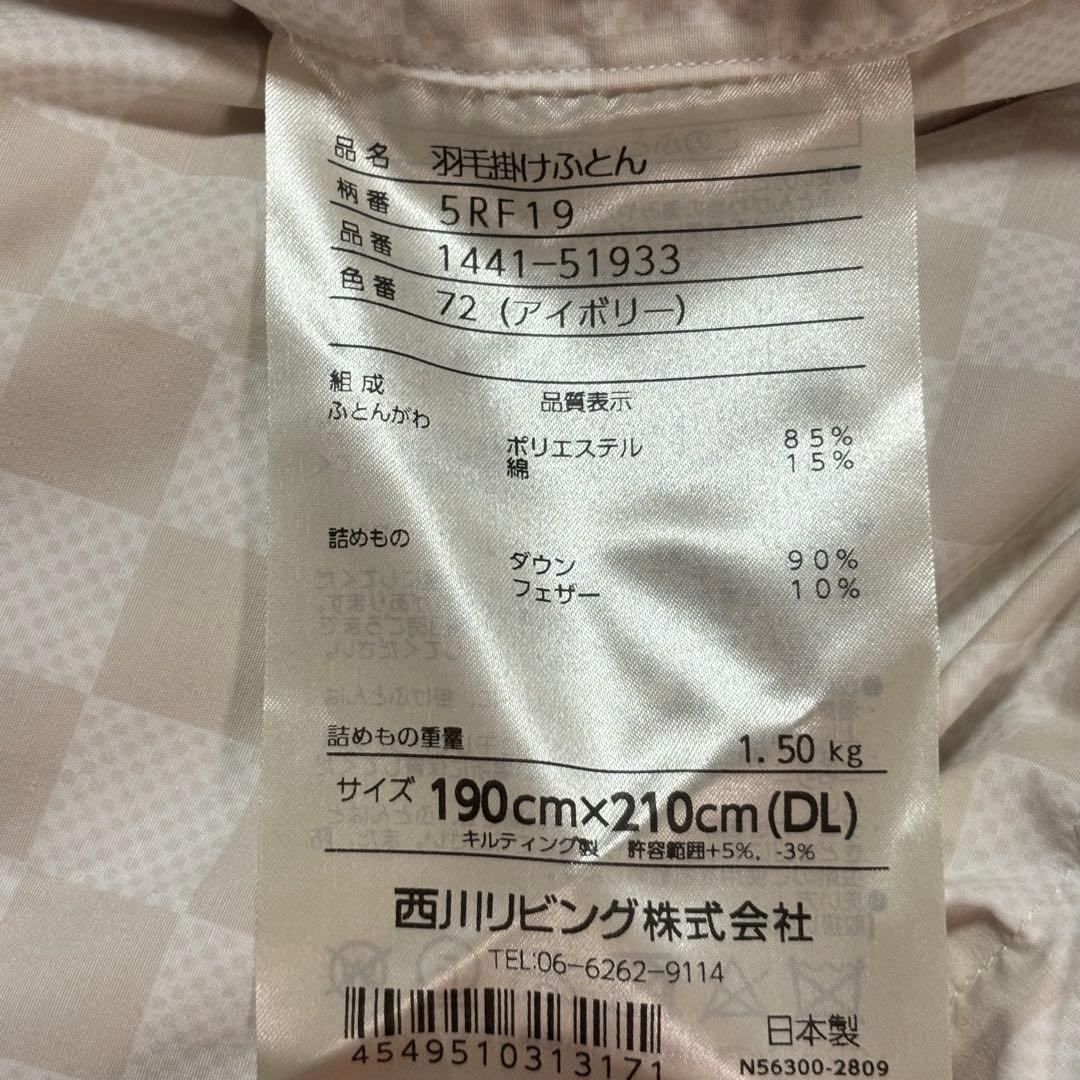 品名 羽毛掛けふとん
柄番 5RF19
品番 1441-51933
色番 72 (アイボリー)
組成 品質表示
ふとんがわ
ポリエステル 85%
綿 15%
詰めもの
ダウン 90%
フェザー 10%
詰めもの重量 1.50 kg
サイズ 190cm×210cm(DL)
キルティング製 許容範囲+5%, -3%
西川リビング株式会社
TEL:06-6262-9114
日本製
4549510313171
N56300-2809